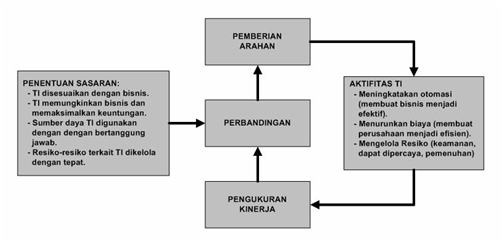 PEMBERIAN
ARAHAN
PENENTUAN SASARAN:
- TI disesuaikan dengan bisnis.
- TI memungkinkan bisnis dan
memaksimalkan keuntungan.
- Sumber daya TI digunakan
dengan dengan bertanggung
jawab.
- Resiko-resiko terkait TI dikelola
dengan tepat.
PERBANDINGAN
AKTIFITAS TI
- Meningkatakan otomasi
(membuat bisnis menjadi
efektif).
- Menurunkan biaya (membuat
perusahaan menjadi efisien).
- Mengelola Resiko (keamanan,
dapat dipercaya, pemenuhan)
PENGUKURAN
KINERJA